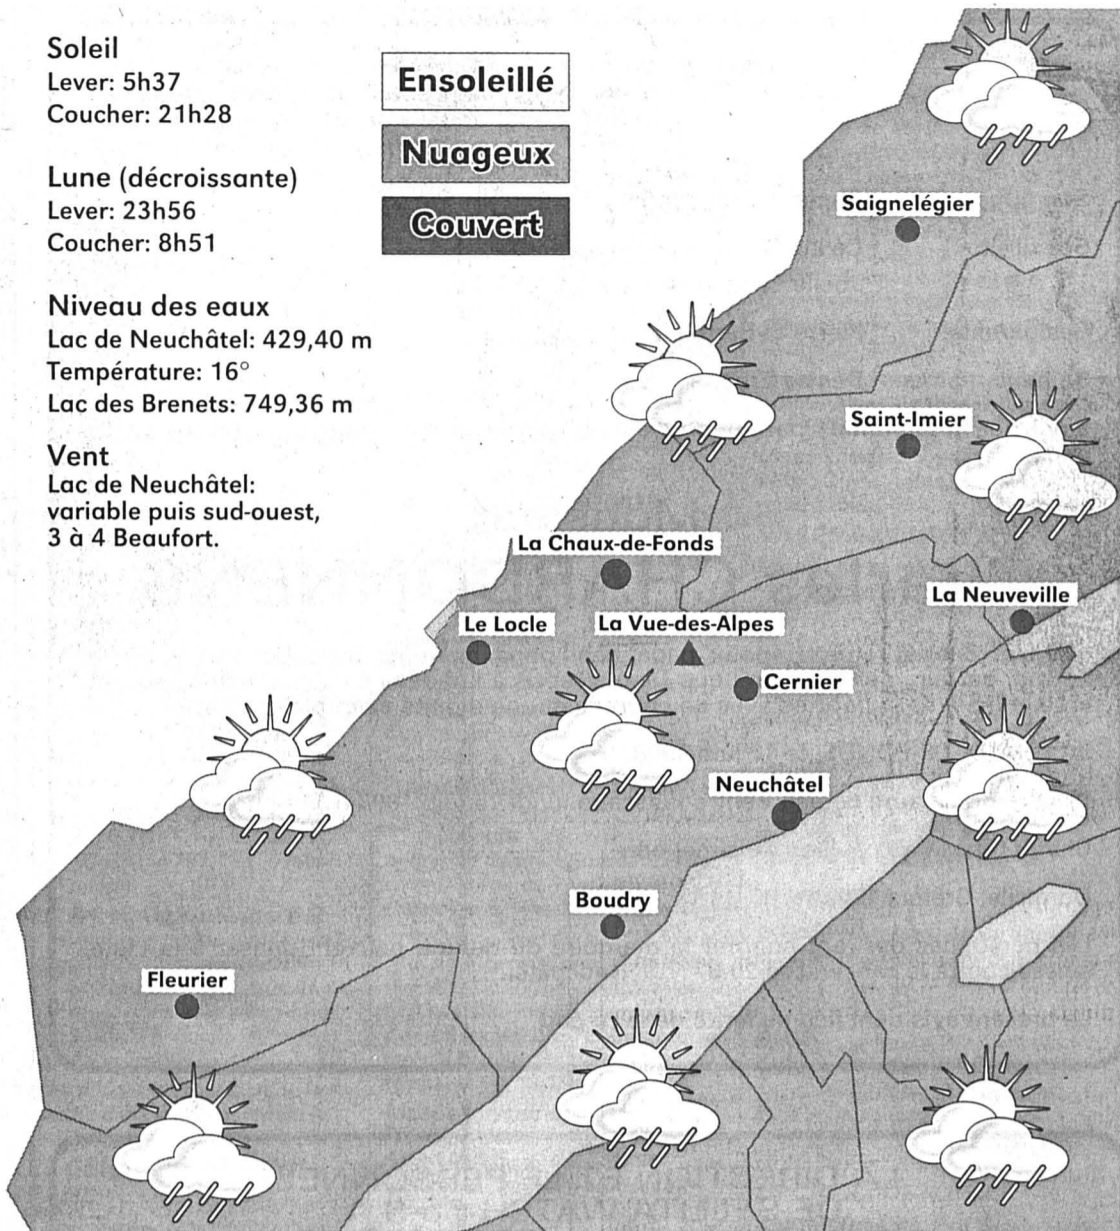 Soleil
Lever: 5h37
Coucher: 21h28
Lune (décroissante)
Lever: 23h56
Coucher: 8h51
Niveau des eaux
Lac de Neuchâtel: 429,40 m
Température: 16°
Lac des Brenets: 749,36 m
Vent
Lac de Neuchâtel:
variable puis sud-ouest,
3 à 4 Beaufort.
Ensoleillé
Nuageux
Couvert
Saignelégier
Saint-Imier
La Chaux-de-Fonds
La Neuveville
Le Locle
La Vue-des-Alpes
Cernier
Neuchâtel
Boudry
Fleurier